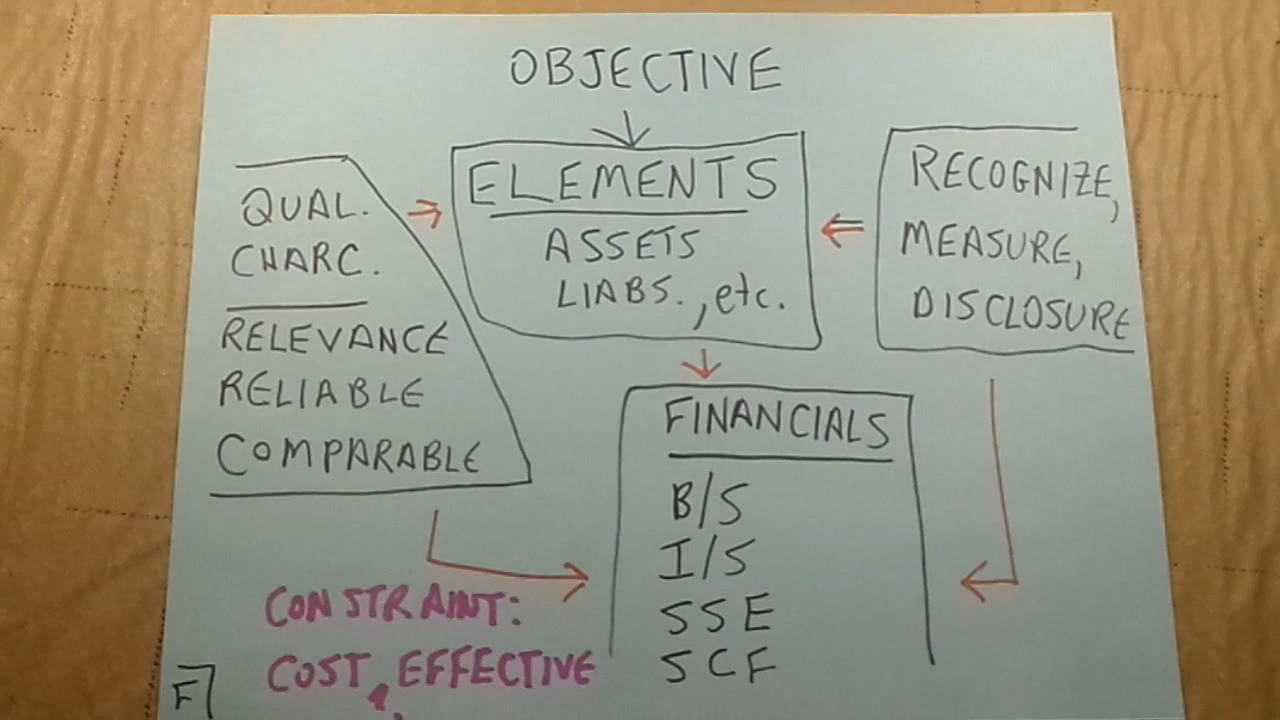 OBJECTIVE
QUAL.
CHARC.
RELEVANCE
RELIABLE
COMPARABLE
ELEMENTS
ASSETS
LIABS., etc.
RECOGNIZE,
MEASURE,
DISCLOSURE
FINANCIALS
B/S
I/S
SSE
SCF
CONSTRAINT:
COST EFFECTIVE
F